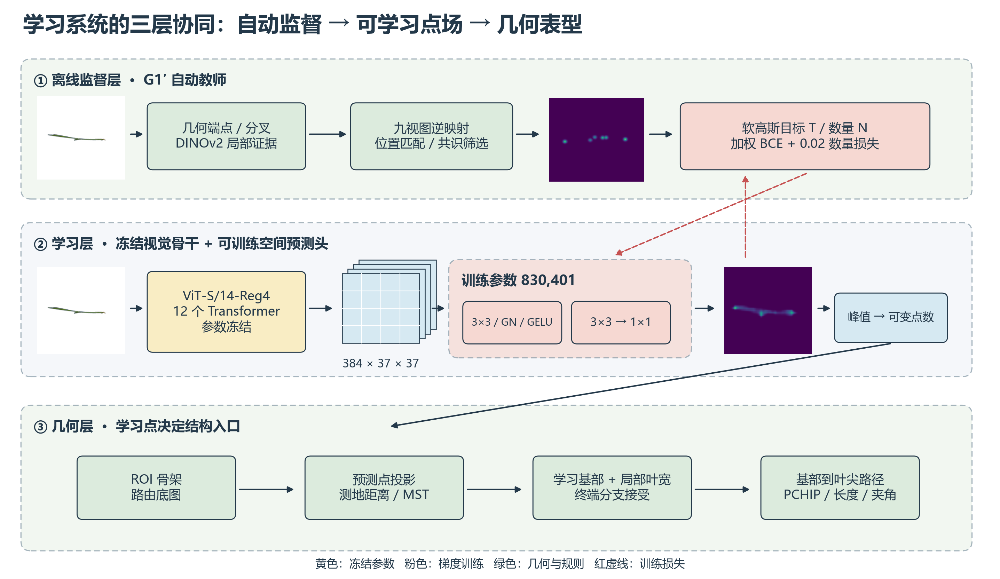 学习系统的三层协同：自动监督 → 可学习点场 → 几何表型
① 离线监督层 • G1′ 自动教师
几何端点 / 分叉
DINOv2 局部证据
九视图逆映射
位置匹配 / 共识筛选
软高斯目标 T / 数量 N
加权 BCE + 0.02 数量损失
② 学习层 • 冻结视觉骨干 + 可训练空间预测头
ViT-S/14-Reg4
12 个 Transformer
参数冻结
384 × 37 × 37
训练参数 830,401
3×3 / GN / GELU
3×3 → 1×1
峰值 → 可变点数
③ 几何层 • 学习点决定结构入口
ROI 骨架
路由底图
预测点投影
测地距离 / MST
学习基部 + 局部叶宽
终端分支接受
基部到叶尖路径
PCHIP / 长度 / 夹角
黄色：冻结参数 粉色：梯度训练 绿色：几何与规则 红虚线：训练损失